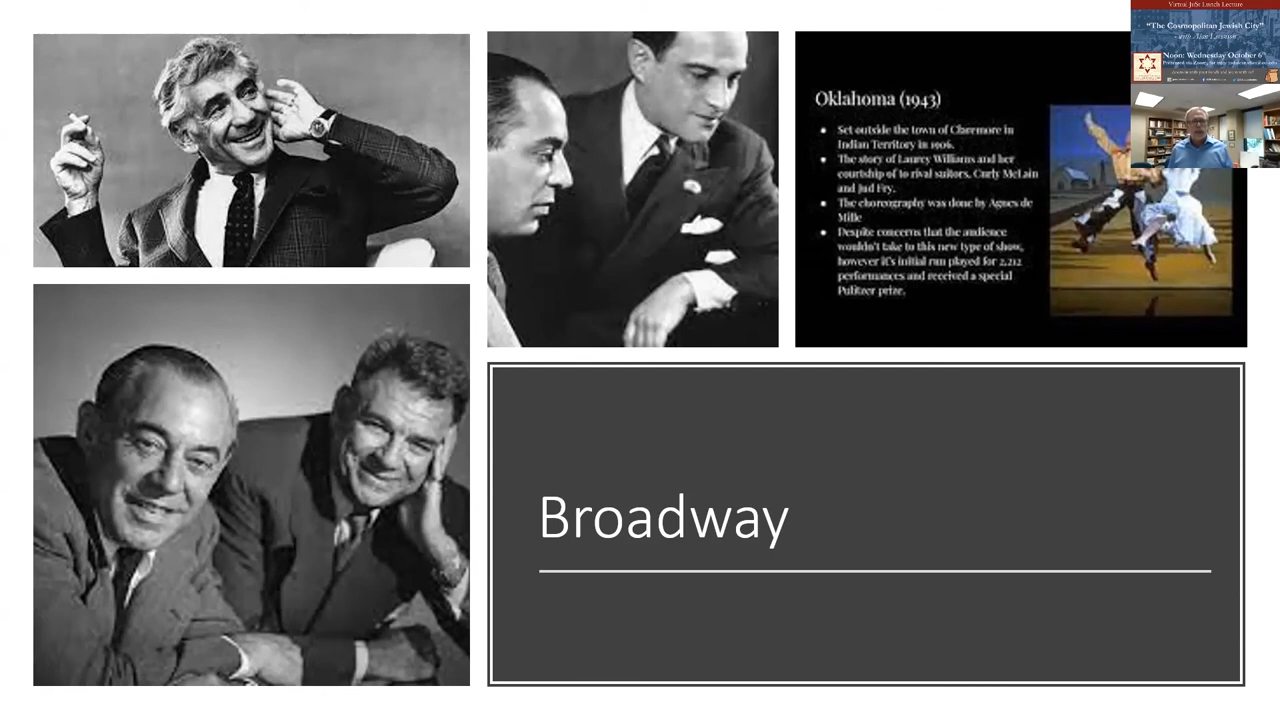 Virtual JuSt Lunch Lecture
"The Cosmopolitan Jewish City"
Noon: Wednesday October 6
Oklahoma (1943)
Set outside the town of Claremore in
Indian Territory in 1906.
The story of Laurey Williams and her
courtship of to rival suitors, Curly McLain
and Jud Fry.
The choreography was done by Agnes de
Mille
Despite concerns that the audience
wouldn't take to this new type of show,
however it's initial run played for 2,212
performances and received a special
Pulitzer prize.
Broadway